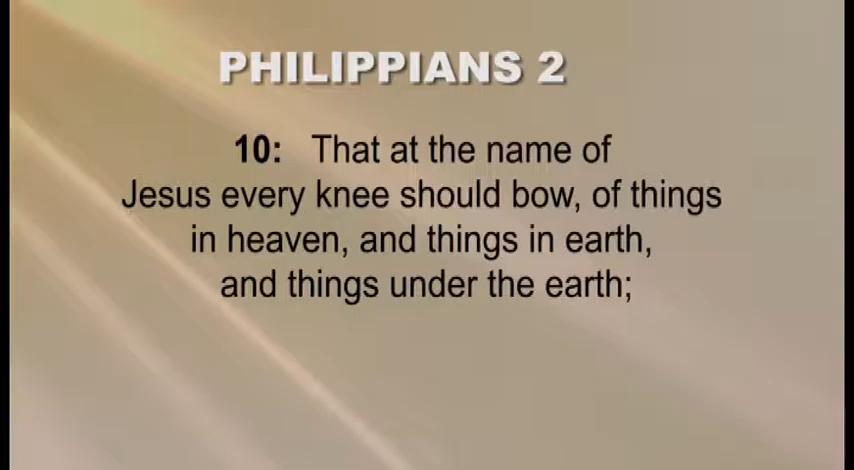 PHILIPPIANS 2
10: That at the name of
Jesus every knee should bow, of things
in heaven, and things in earth,
and things under the earth;